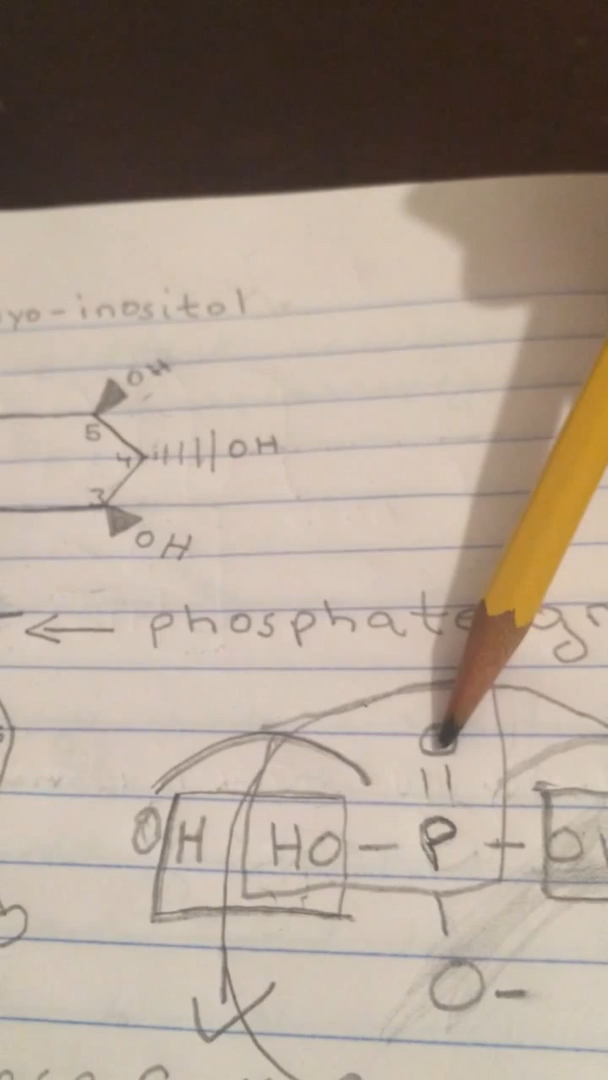 yo-inositol
OH
5
4 OH
3
OH
← phosphate
O
||
OH HO - P -
|
O-